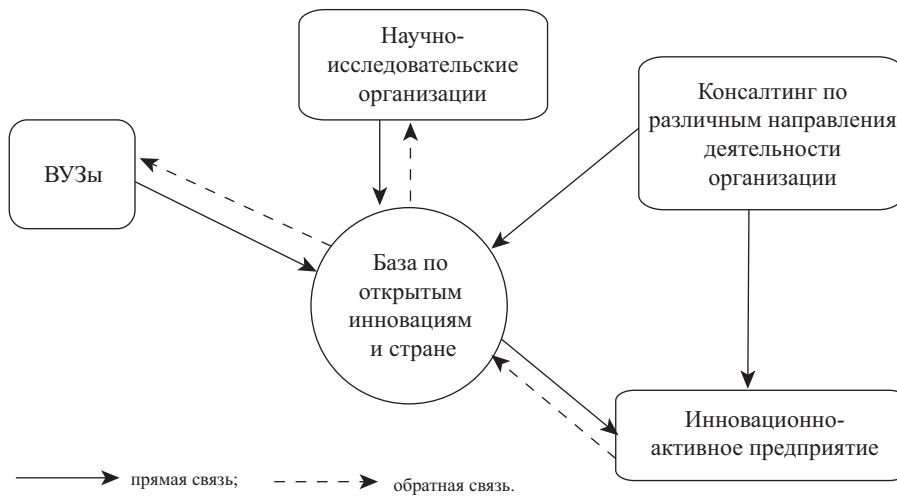 Научно-
исследовательские
организации
Консалтинг по
различным направления
деятельности
организации
ВУЗы
База по
открытым
инновациям
и стране
Инновационно-
активное предприятие
прямая связь;
обратная связь.